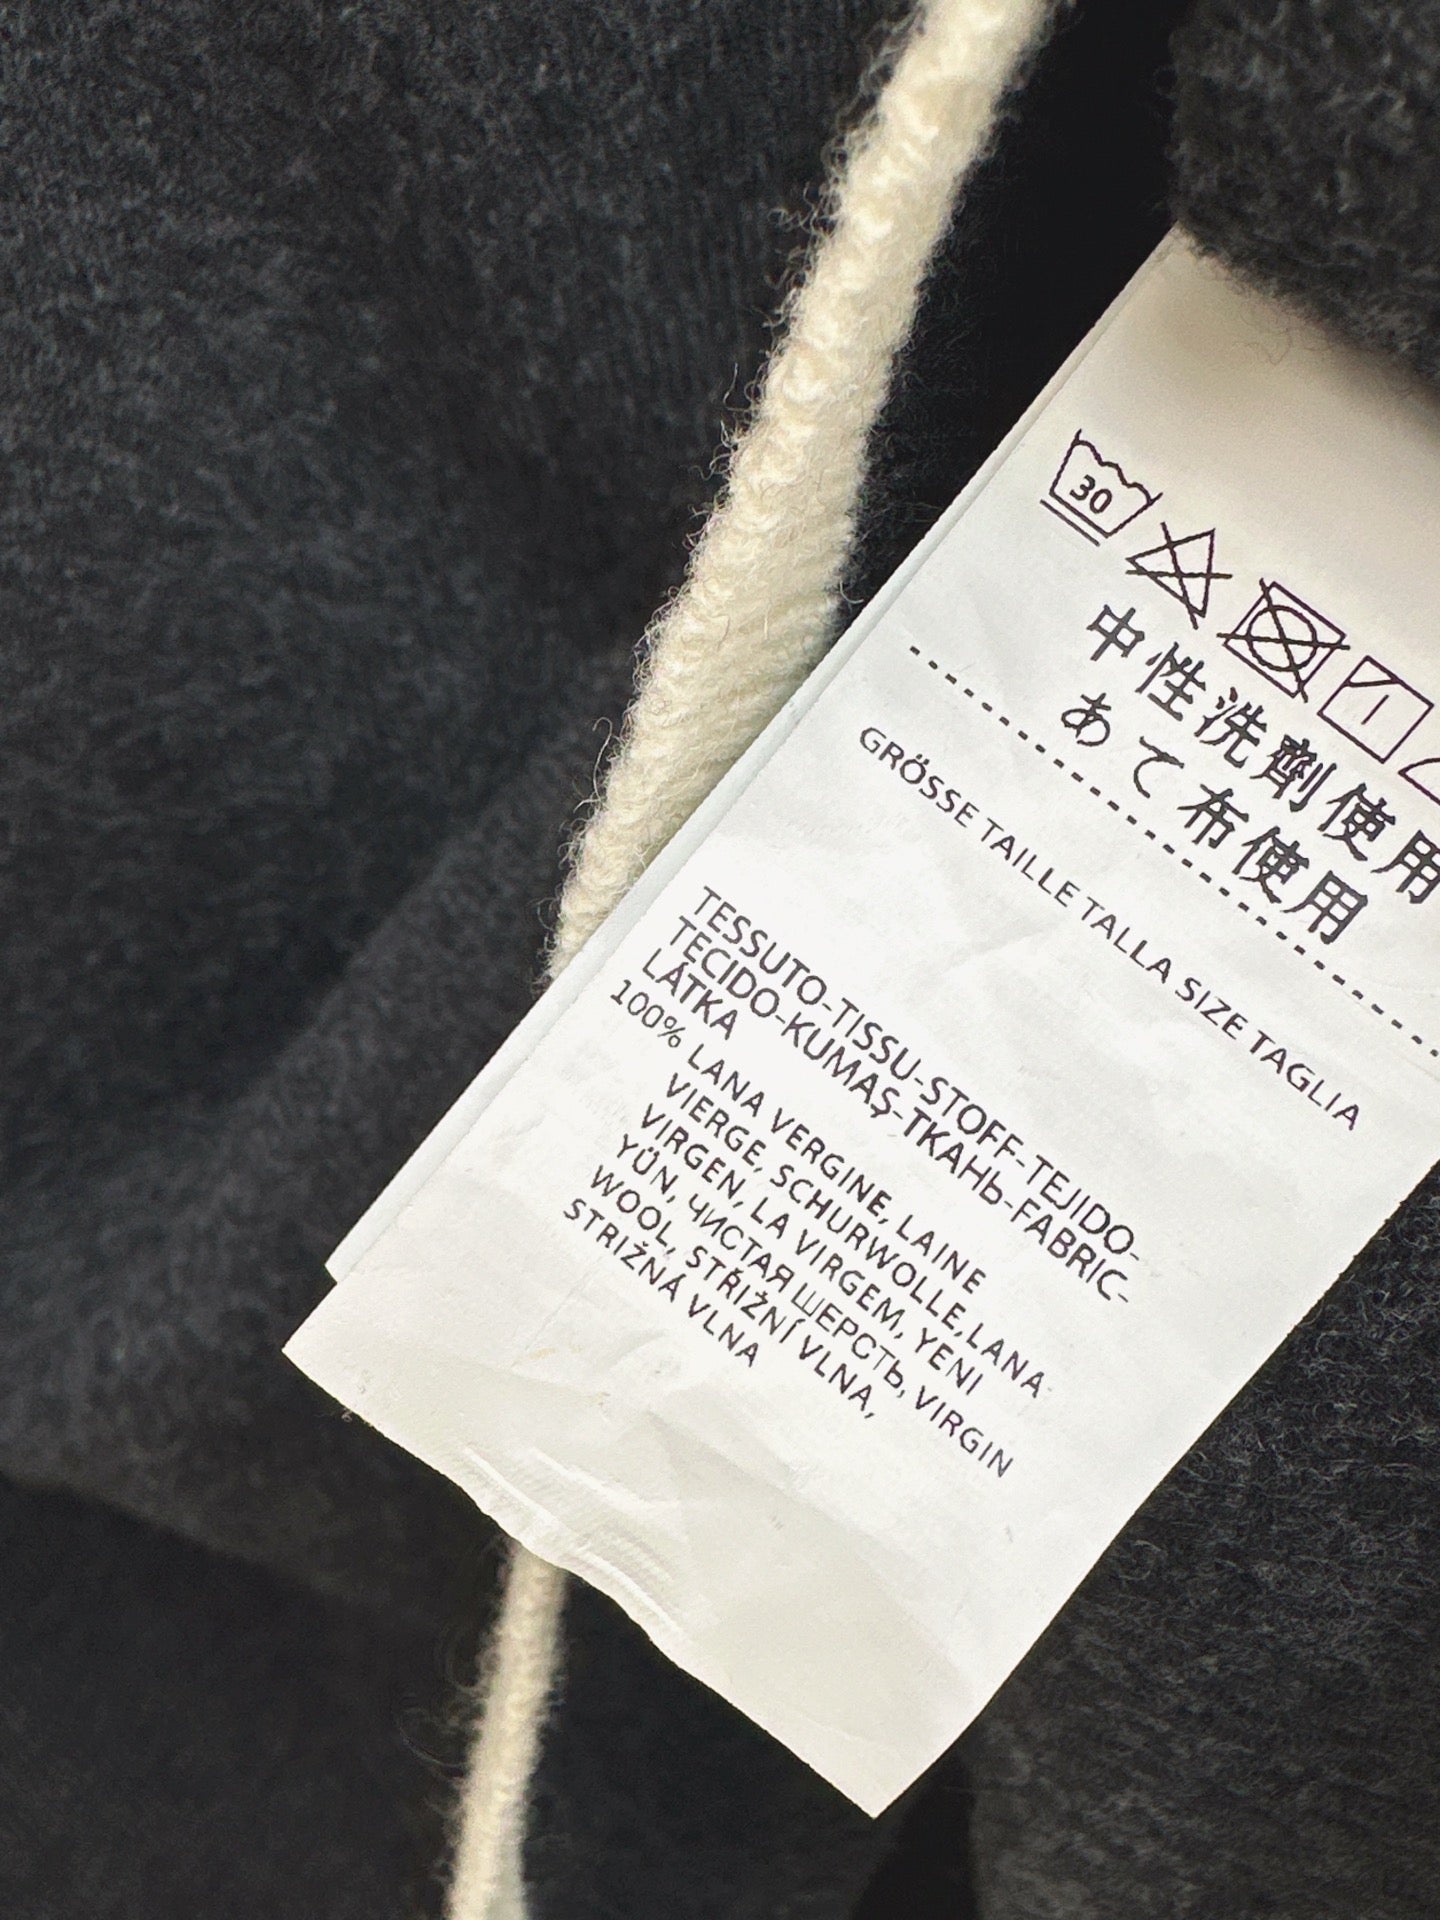 30
中性洗剤使用
あて布使用
GRÖSSE TAILLE TALLA SIZE TAGLIA
TESSUTO-TISSU-STOFF-TEJIDO-
TECIDO-KUMAŞ-TKAHЬ-FABRIC-
LÁTKA
100% LANA VERGINE, LAINE
VIERGE, SCHURWOLLE, LANA
VIRGEN, LA VIRGEM, YENI
YÜN, ЧИСТАЯ ШЕРСТЬ, VIRGIN
WOOL, STŘIŽNÍ VLNA,
STRIŽNÁ VLNA